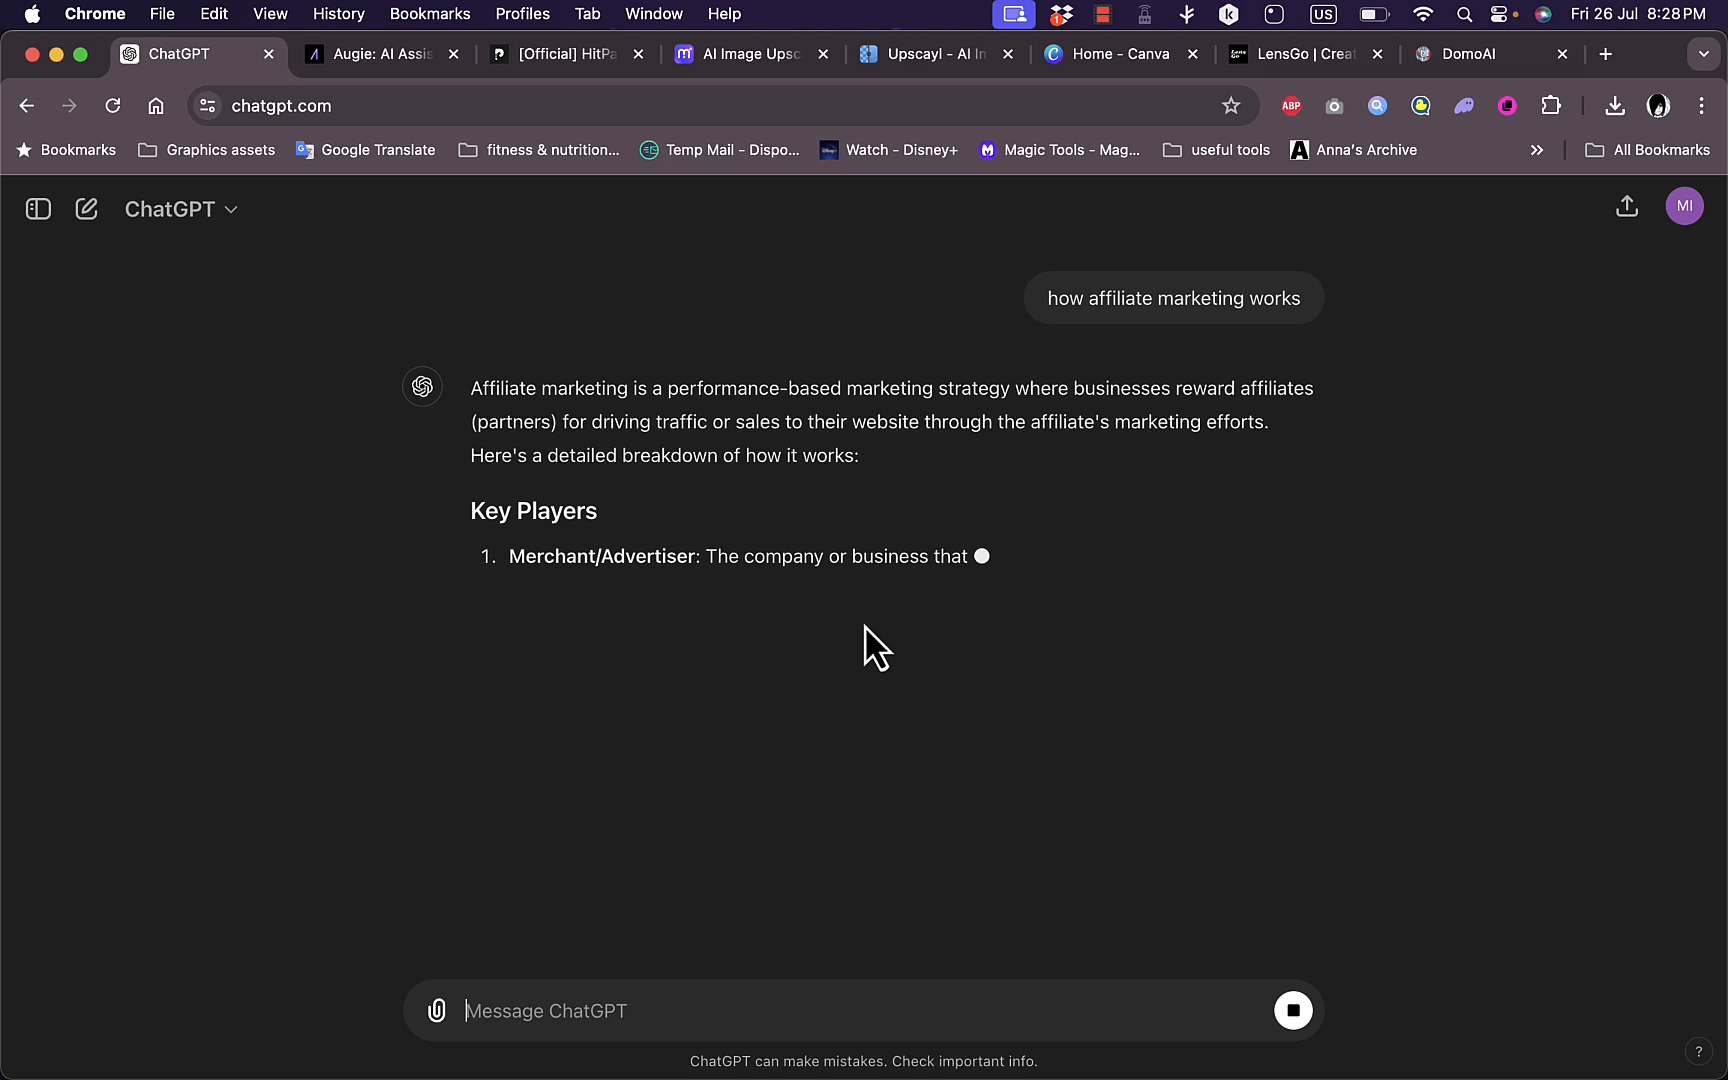 Chrome File Edit View History Bookmarks Profiles Tab Window Help 1 US Fri 26 Jul 8:28 PM
ChatGPT Augie: AI Assis [Official] HitPa AI Image Upsc Upscayl - AI In Home - Canva LensGo | Creat DomoAI
chatgpt.com ABP
Bookmarks Graphics assets Google Translate fitness & nutrition... Temp Mail - Dispo... Watch - Disney+ Magic Tools - Mag... useful tools Anna's Archive All Bookmarks
ChatGPT MI
how affiliate marketing works
Affiliate marketing is a performance-based marketing strategy where businesses reward affiliates
(partners) for driving traffic or sales to their website through the affiliate's marketing efforts.
Here's a detailed breakdown of how it works:
Key Players
1. Merchant/Advertiser: The company or business that
Message ChatGPT
ChatGPT can make mistakes. Check important info.
?